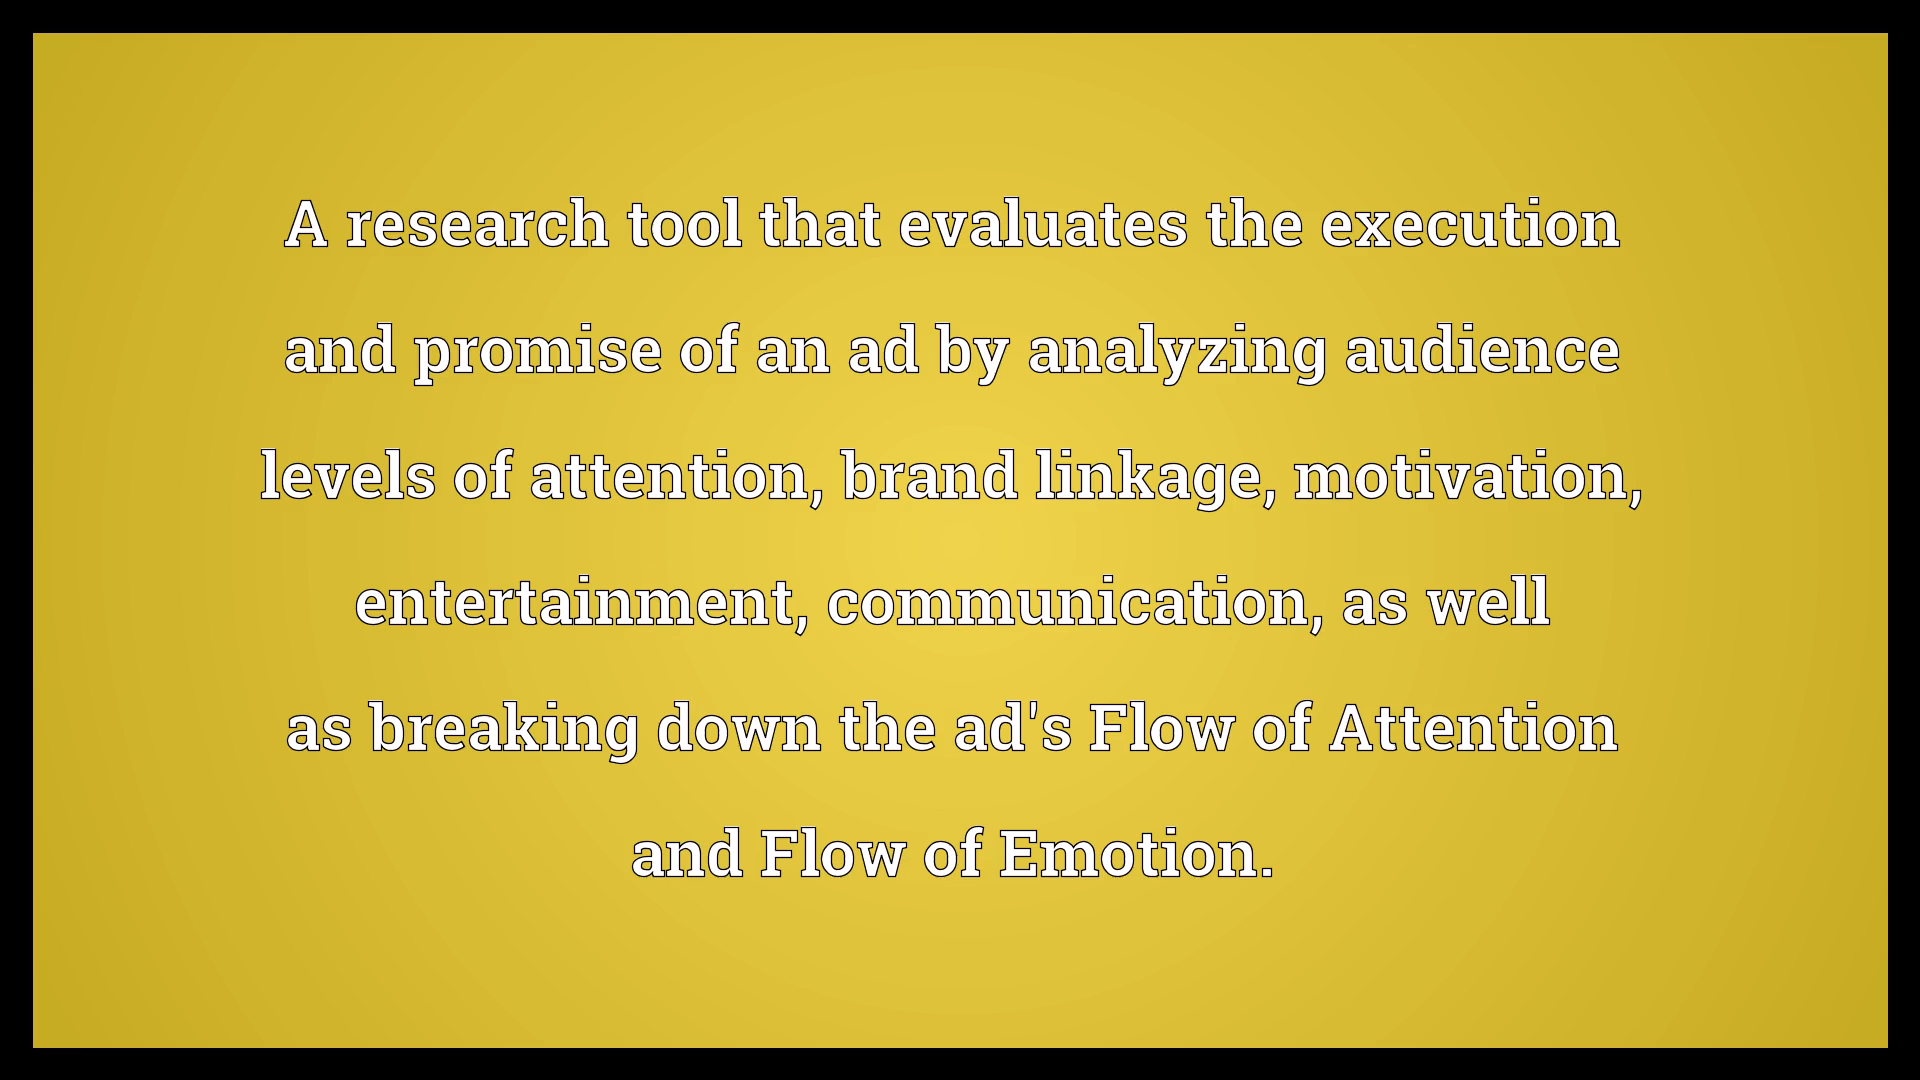 A research tool that evaluates the execution
and promise of an ad by analyzing audience
levels of attention, brand linkage, motivation,
entertainment, communication, as well
as breaking down the ad's Flow of Attention
and Flow of Emotion.